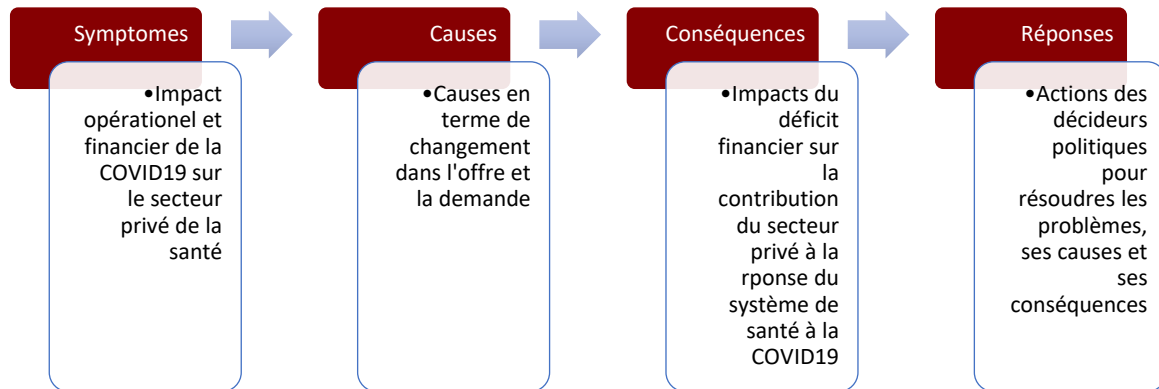 Symptomes
•Impact
opérationel et
financier de la
COVID19 sur
le secteur
privé de la
santé
Causes
•Causes en
terme de
changement
dans l'offre et
la demande
Conséquences
•Impacts du
déficit
financier sur
la
contribution
du secteur
privé à la
rponse du
système de
santé à la
COVID19
Réponses
•Actions des
décideurs
politiques
pour
résoudres les
problèmes,
ses causes et
ses
conséquences